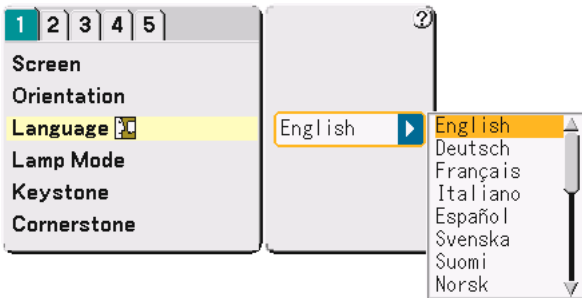 1 2 3 4 5
?
Screen
Orientation
Language
Lamp Mode
Keystone
Cornerstone
English
English
Deutsch
Français
Italiano
Español
Svenska
Suomi
Norsk